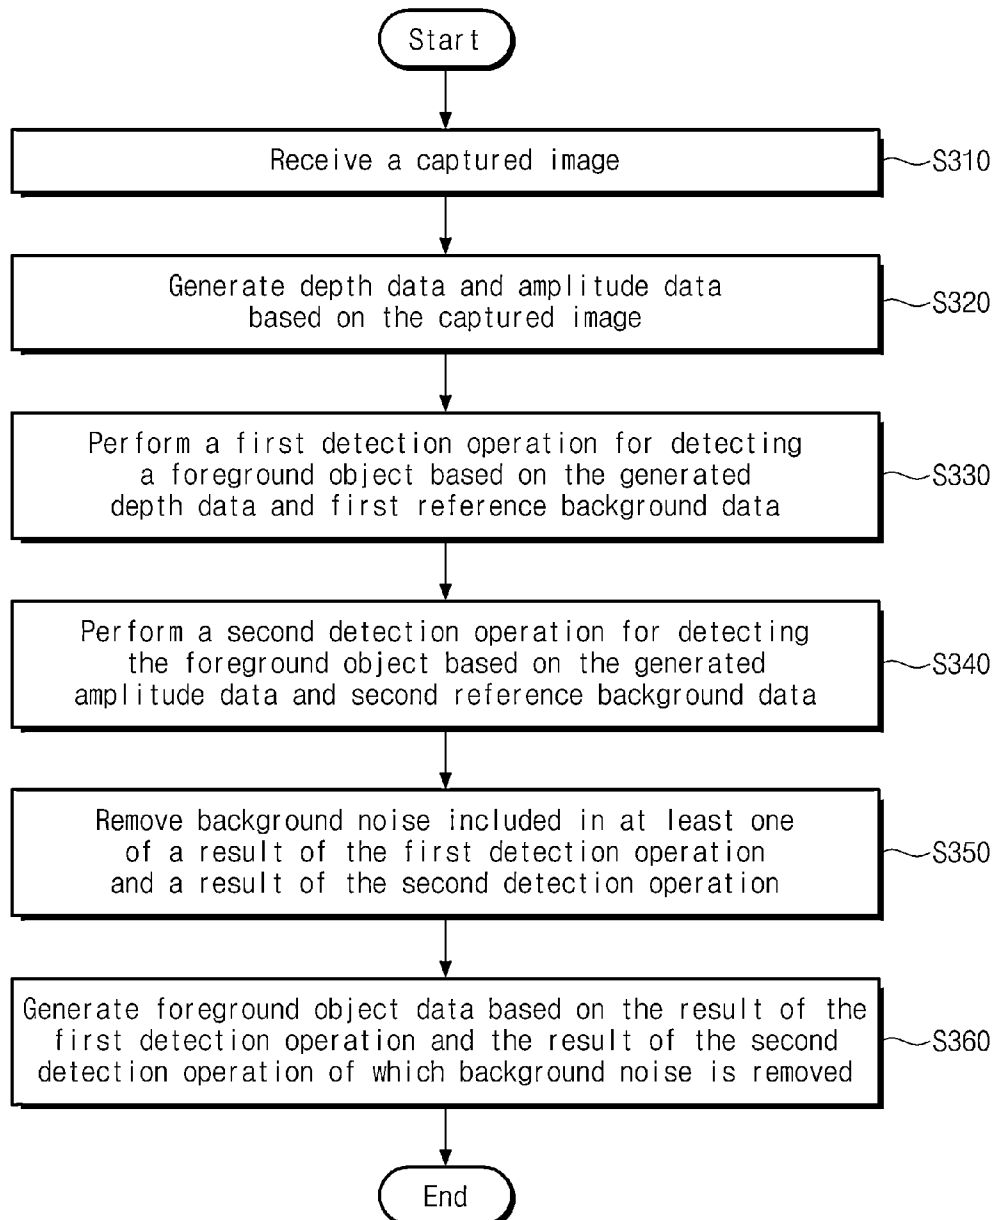 Start
Receive a captured image
S310
Generate depth data and amplitude data
based on the captured image
S320
Perform a first detection operation for detecting
a foreground object based on the generated
depth data and first reference background data
S330
Perform a second detection operation for detecting
the foreground object based on the generated
amplitude data and second reference background data
S340
Remove background noise included in at least one
of a result of the first detection operation
and a result of the second detection operation
S350
Generate foreground object data based on the result of the
first detection operation and the result of the second
detection operation of which background noise is removed
S360
End